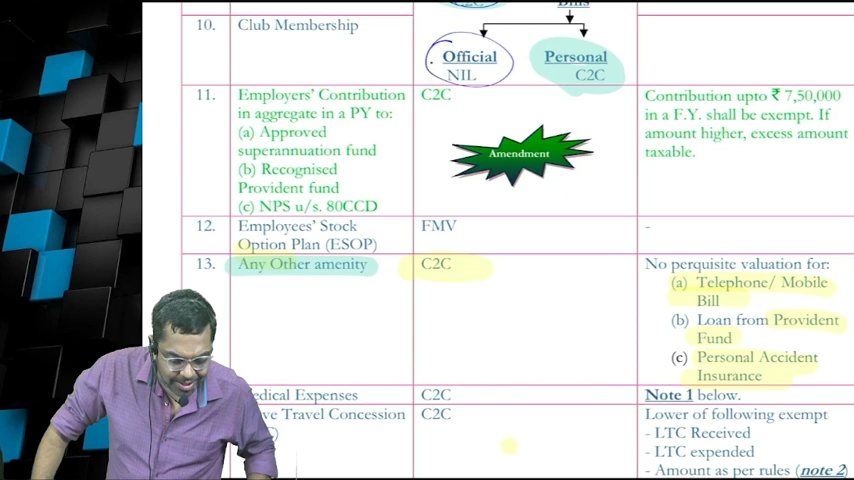 Bills
10. Club Membership
Official Personal
NIL C2C
11. Employers' Contribution C2C Contribution upto ₹ 7,50,000
in aggregate in a PY to: in a F.Y. shall be exempt. If
(a) Approved amount higher, excess amount
superannuation fund Amendment taxable.
(b) Recognised
Provident fund
(c) NPS u/s. 80CCD
12. Employees' Stock FMV -
Option Plan (ESOP)
13. Any Other amenity C2C No perquisite valuation for:
(a) Telephone/ Mobile
Bill
(b) Loan from Provident
Fund
(c) Personal Accident
Insurance
Expenses C2C Note 1 below.
Travel Concession C2C Lower of following exempt
- LTC Received
- LTC expended
- Amount as per rules (note 2)